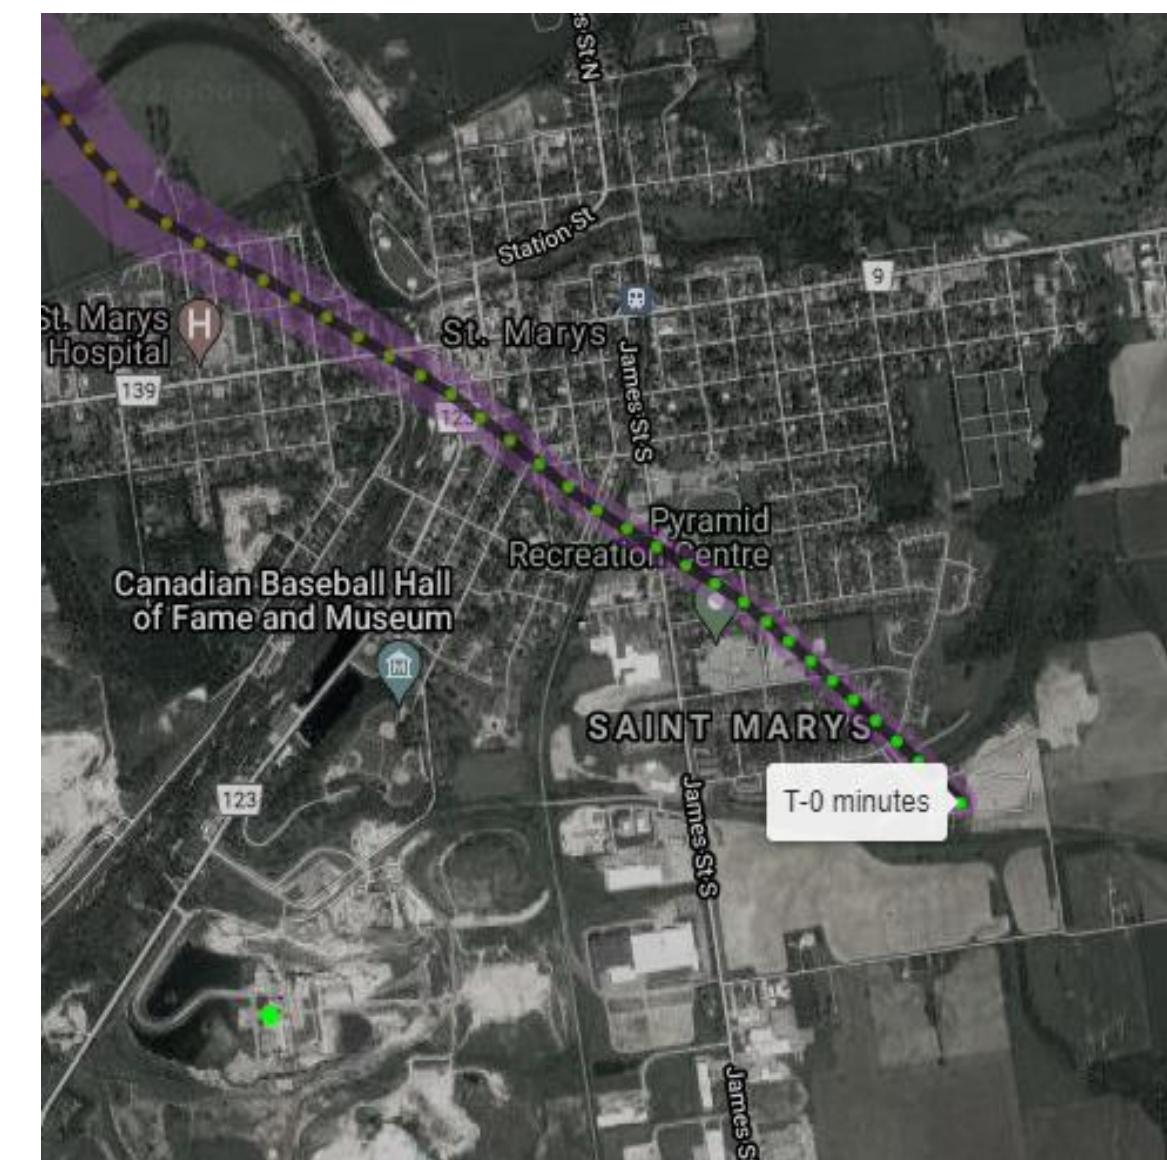 es St N
Station St
9
St. Marys
Hospital
H
St. Marys
139
James St S
Pyramid
Recreation Centre
Canadian Baseball Hall
of Fame and Museum
SAINT MARYS
T-0 minutes
123
James St S
James S